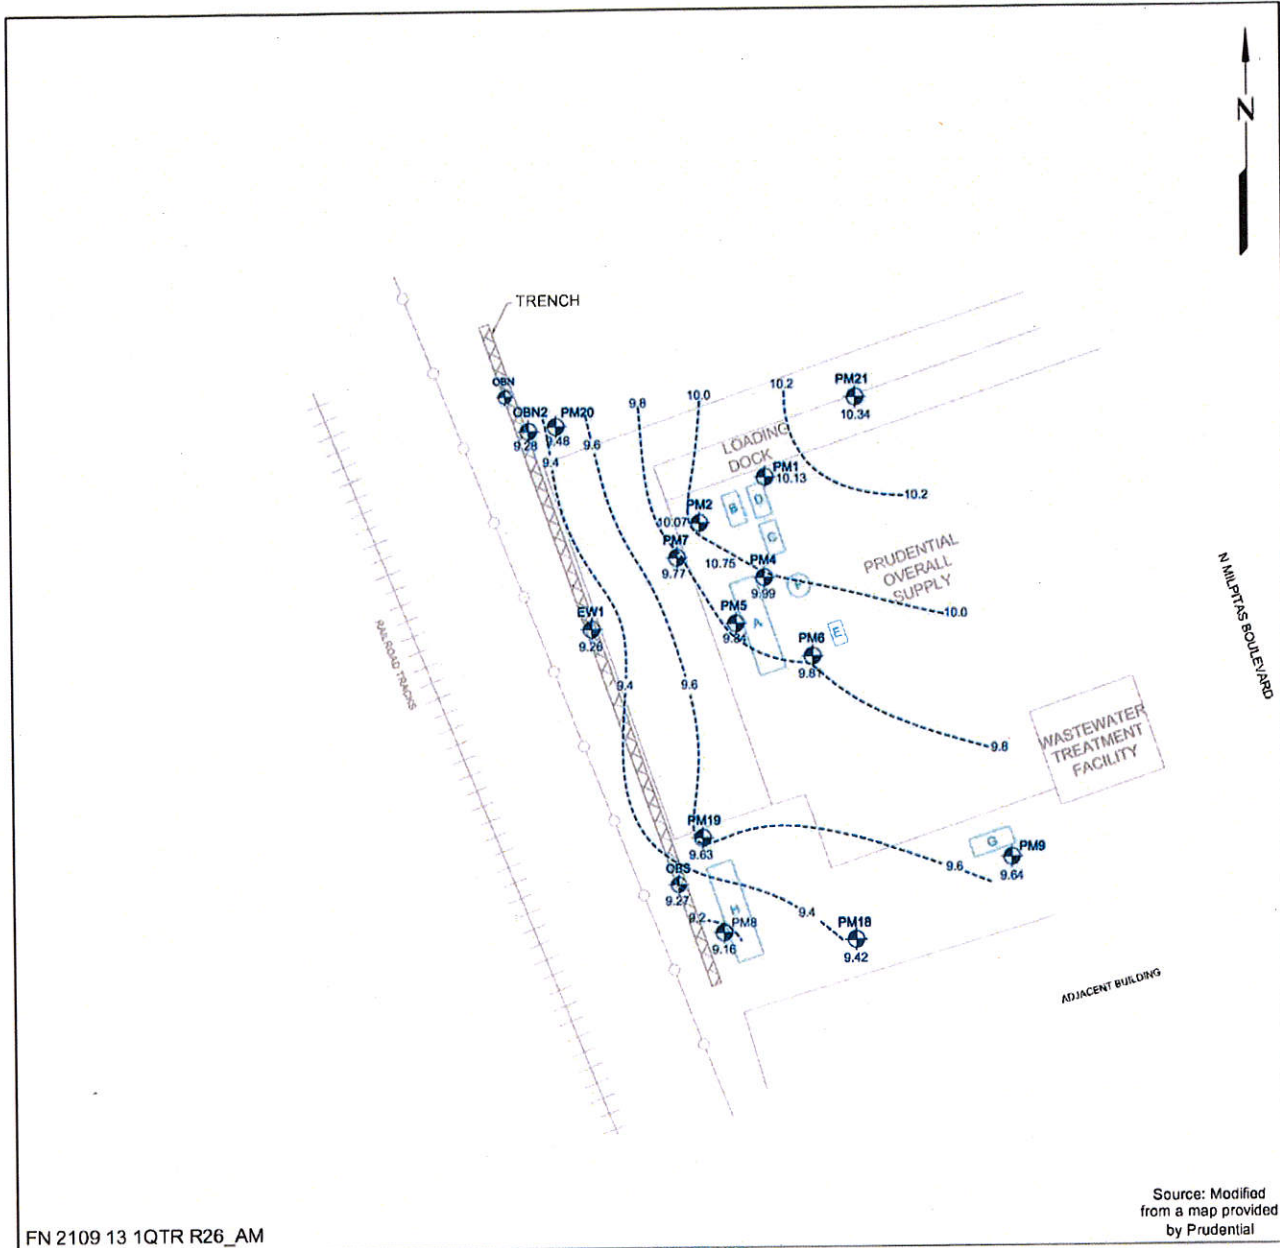 N
TRENCH
OBN
OBN2
9.28
PM20
9.48
9.4
9.6
9.8
10.0
10.2
PM21
10.34
LOADING
DOCK
PM1
10.13
10.2
B
D
C
PM2
10.07
PM7
9.77
10.75
PM4
9.99
F
PRUDENTIAL
OVERALL
SUPPLY
10.0
PM5
A
E
PM6
9.81
EW1
9.26
9.4
9.6
9.8
RAILROAD TRACKS
N MILPITAS BOULEVARD
WASTEWATER
TREATMENT
FACILITY
PM19
9.63
G
PM9
9.64
9.6
OBS
9.27
H
9.2
PM8
9.16
9.4
PM18
9.42
ADJACENT BUILDING
Source: Modified
from a map provided
by Prudential
FN 2109 13 1QTR R26_AM